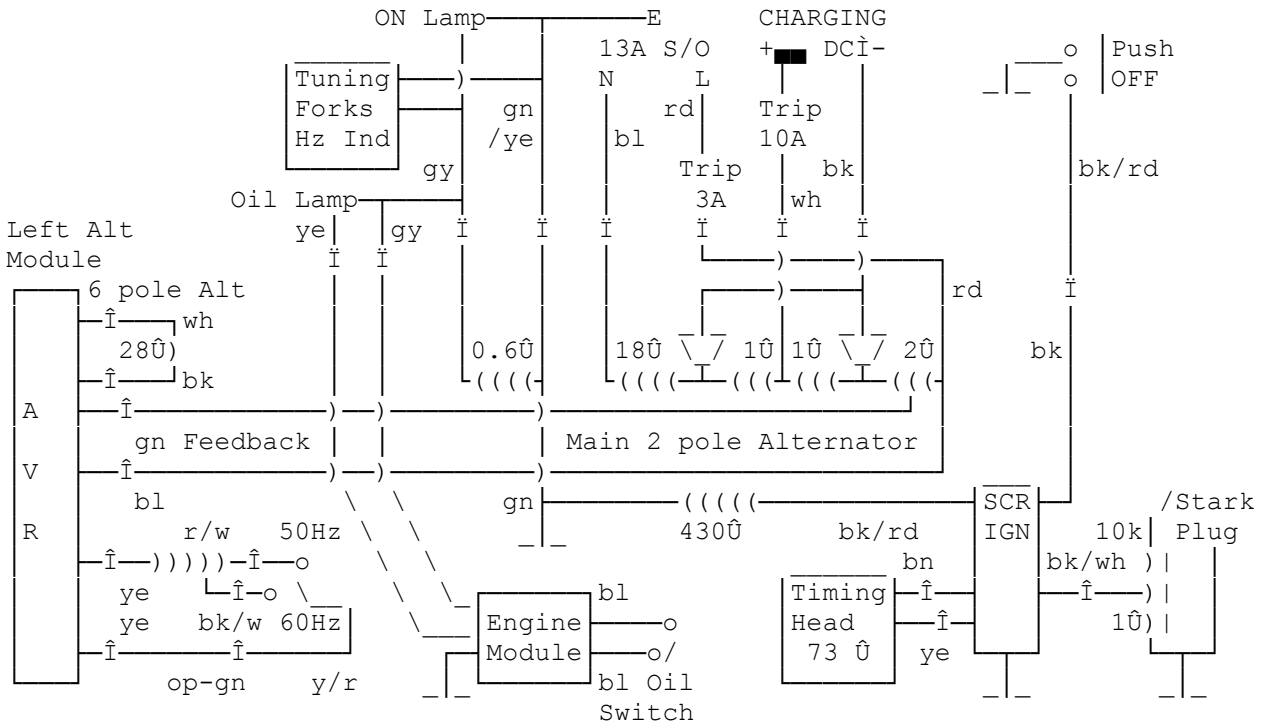 ON Lamp E CHARGING
13A S/O + DCÌ- o Push
Tuning N L o OFF
Forks gn rd Trip
Hz Ind /ye bl 10A
gy Trip bk bk/rd
Oil Lamp 3A wh
Left Alt ye gy Ï Ï Ï Ï Ï Ï
Module Ï Ï
6 pole Alt rd Ï
Î wh
28Û 0.6Û 18Û 1Û 1Û 2Û bk
Î bk
A Î
gn Feedback Main 2 pole Alternator
V Î
bl gn SCR /Stark
R r/w 50Hz 430Û bk/rd IGN 10k Plug
Î Î o bn bk/wh
ye Î o bl Timing Î Î
ye bk/w 60Hz Engine o Head Î 1Û
Î Î Module o/ 73 Û ye
op-gn y/r bl Oil
Switch